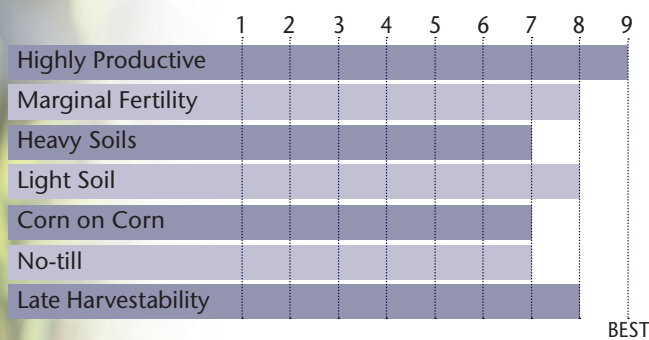 1 2 3 4 5 6 7 8 9
Highly Productive
Marginal Fertility
Heavy Soils
Light Soil
Corn on Corn
No-till
Late Harvestability
BEST